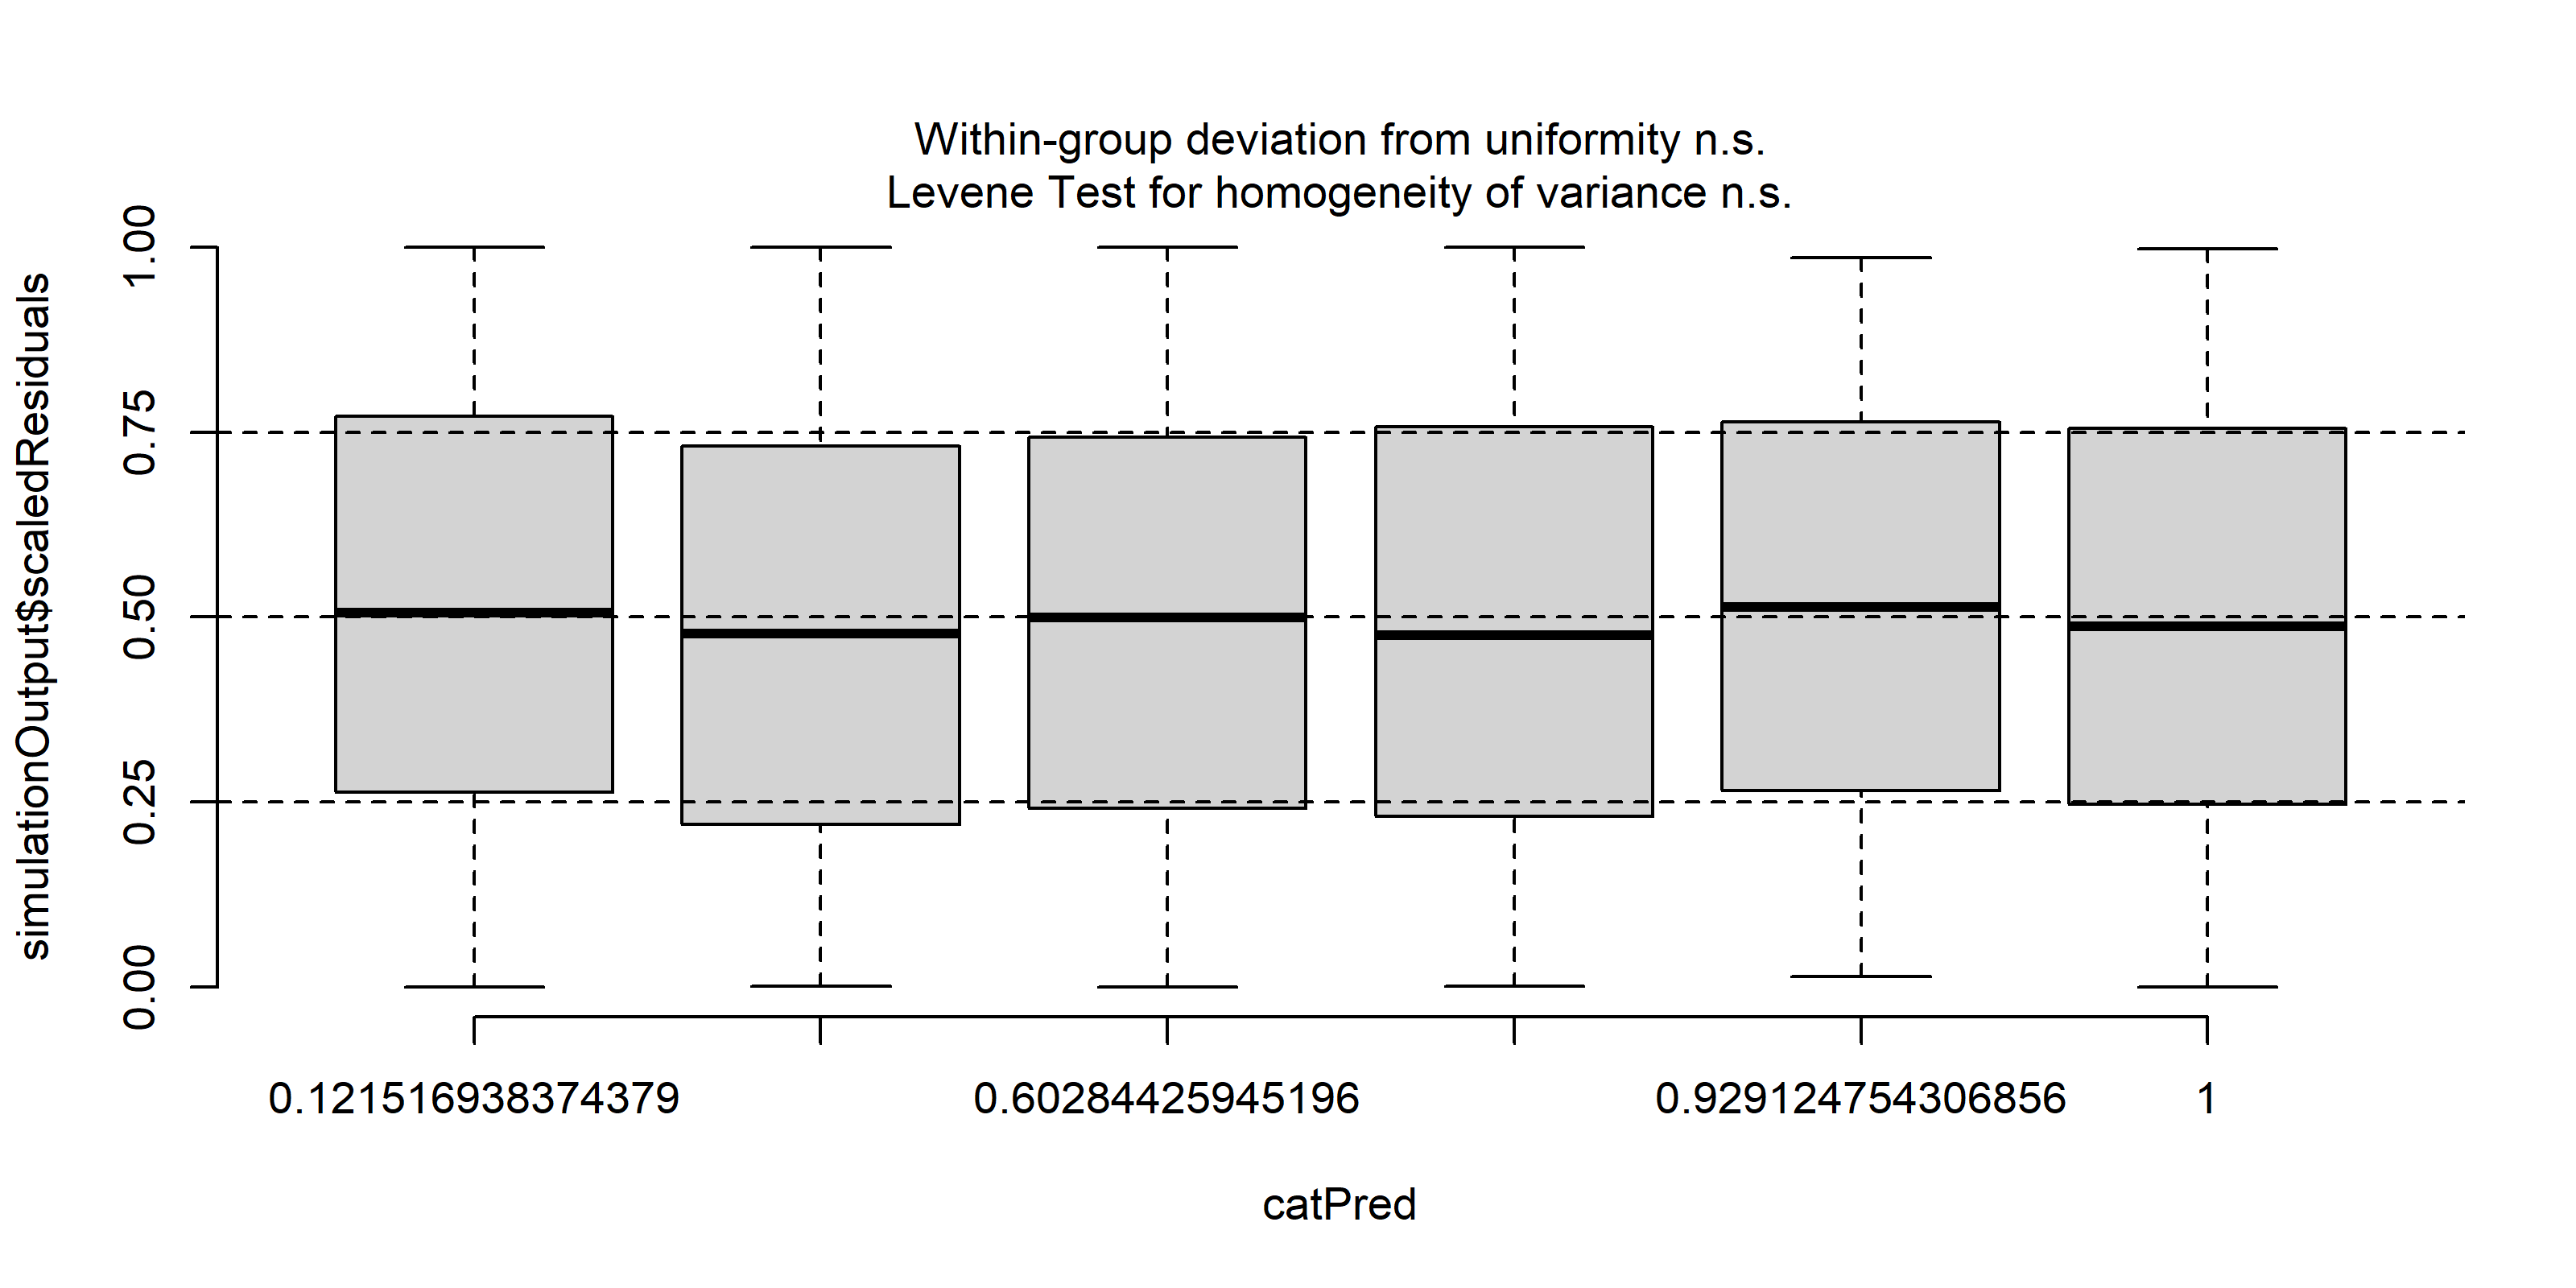 Within-group deviation from uniformity n.s.
Levene Test for homogeneity of variance n.s.
simulationOutput$scaledResiduals
1.00
0.75
0.50
0.25
0.00
0.121516938374379
0.60284425945196
0.929124754306856
1
catPred